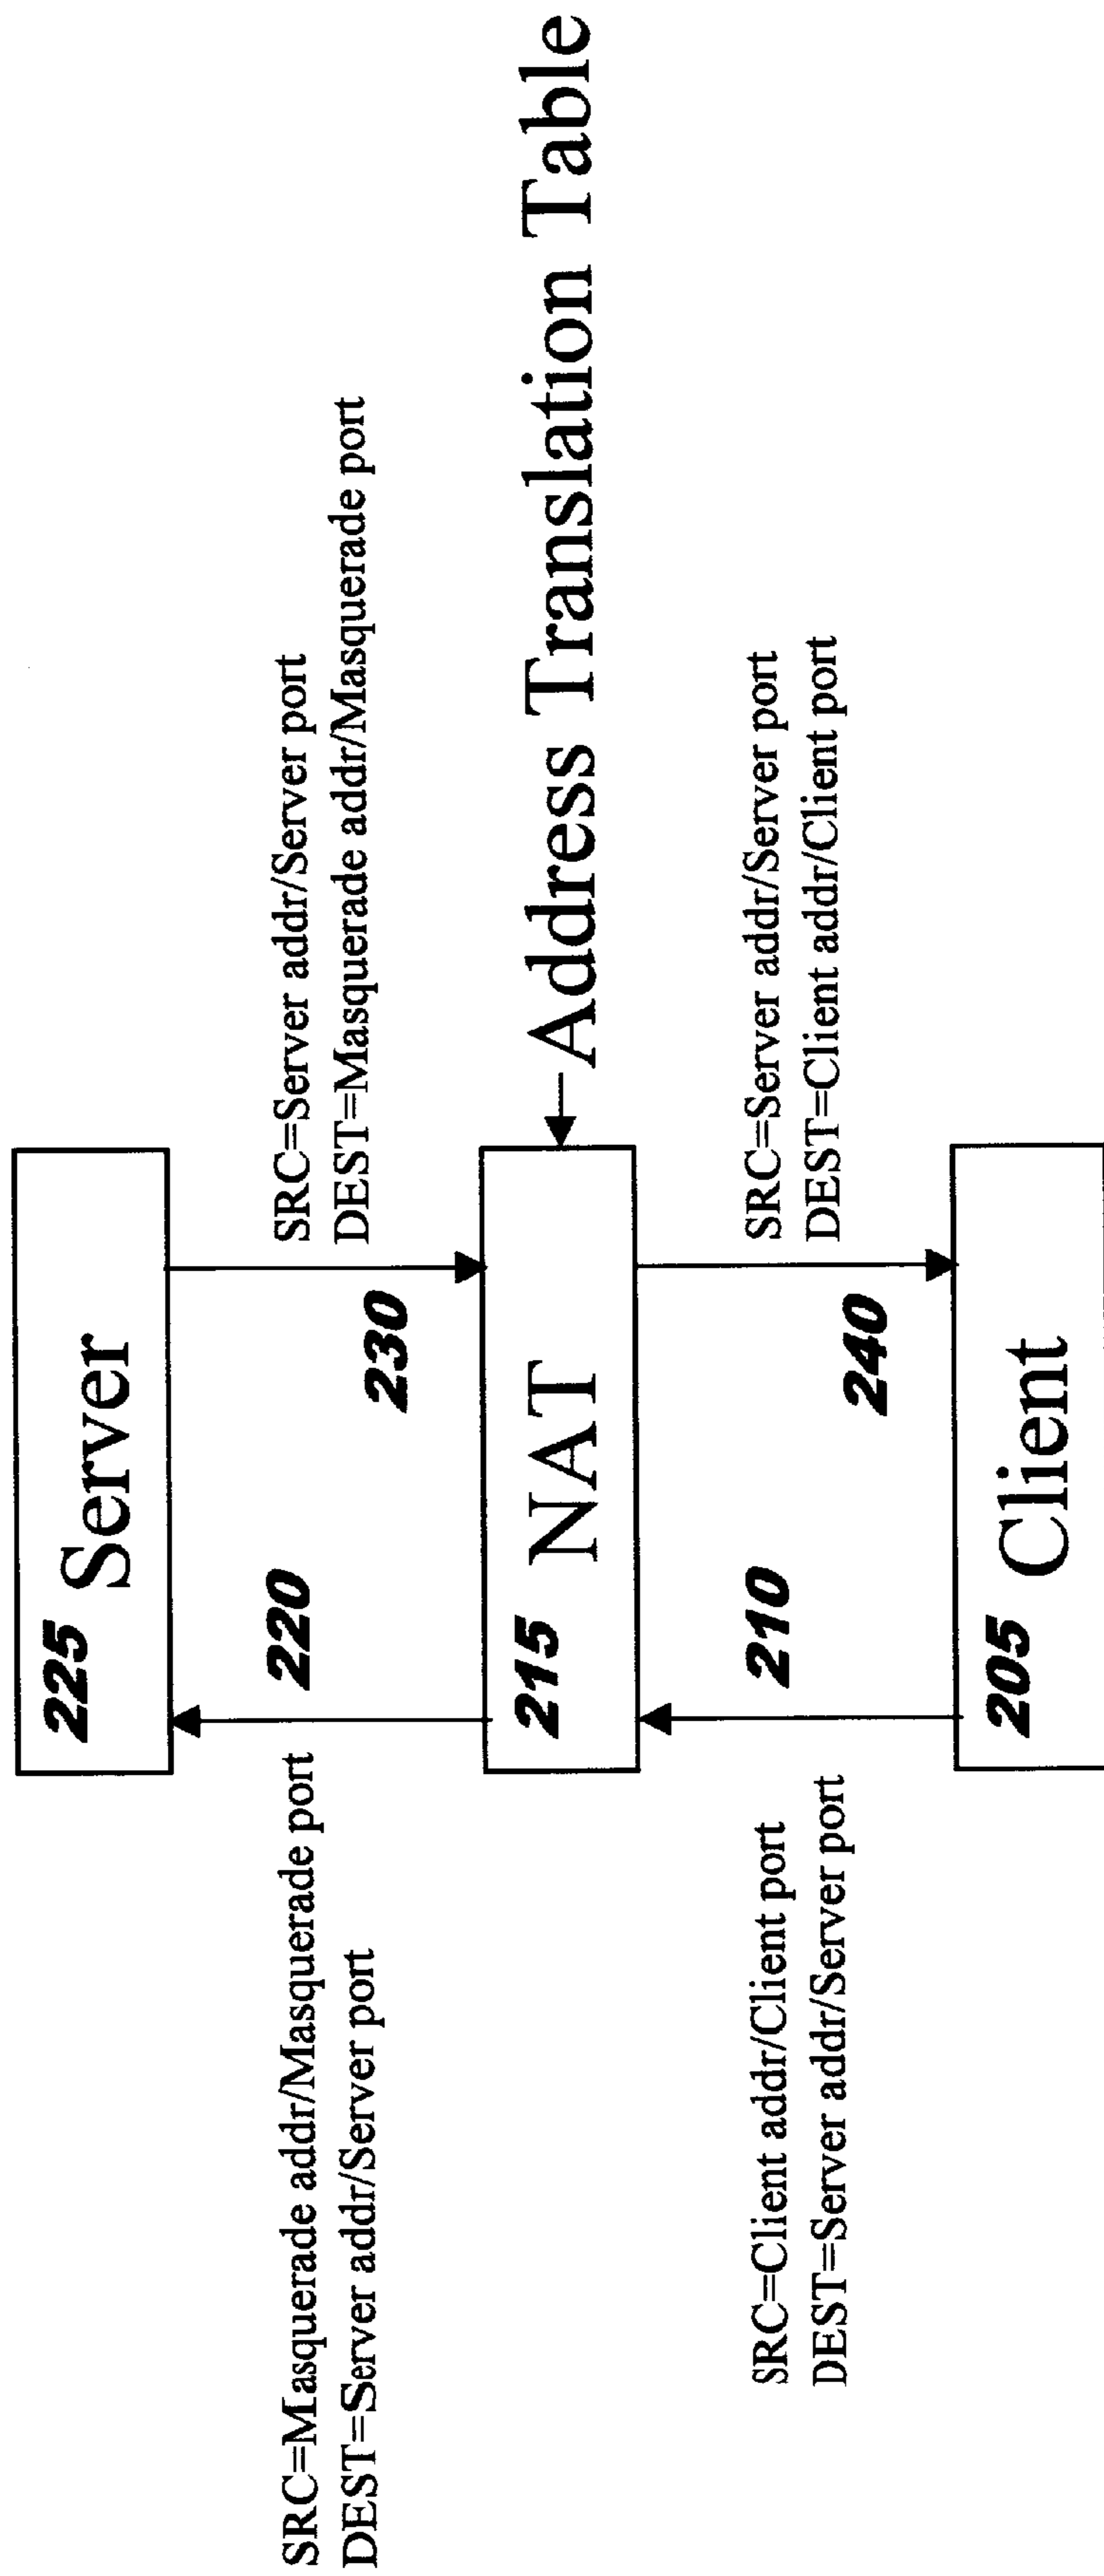 225 Server
SRC=Masquerade addr/Masquerade port
DEST=Server addr/Server port
220
230
SRC=Server addr/Server port
DEST=Masquerade addr/Masquerade port
215 NAT
Address Translation Table
SRC=Client addr/Client port
DEST=Server addr/Server port
210
240
SRC=Server addr/Server port
DEST=Client addr/Client port
205 Client